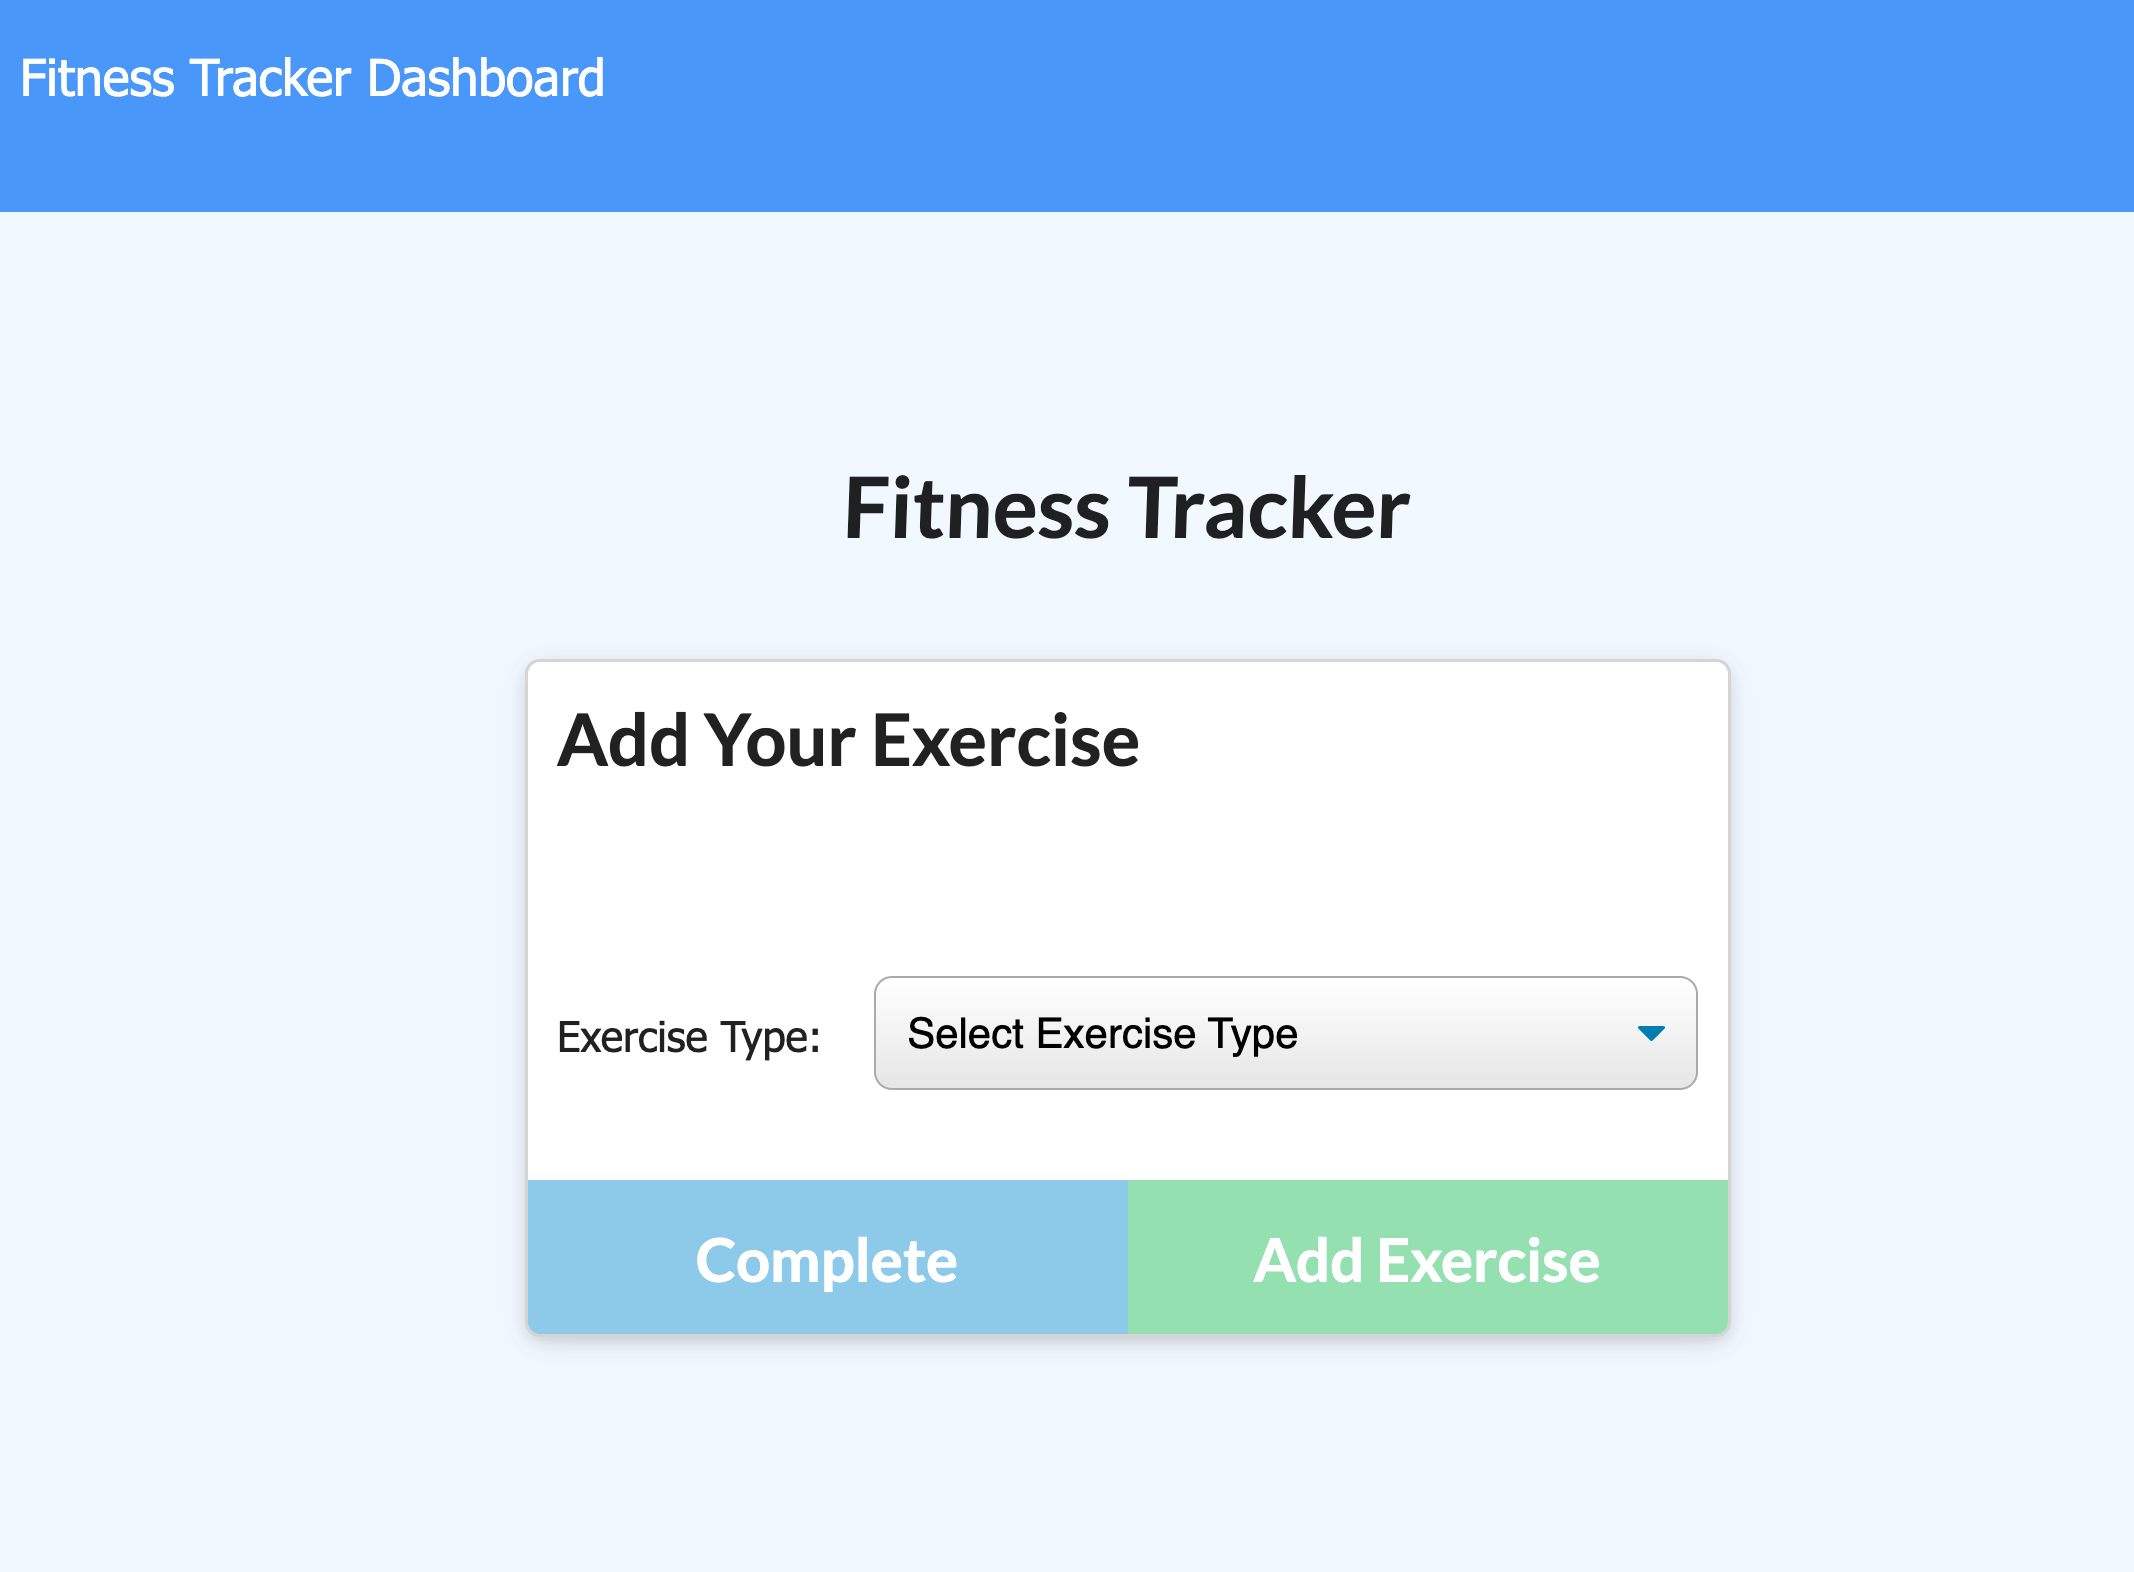 Fitness Tracker Dashboard
Fitness Tracker
Add Your Exercise
Exercise Type: Select Exercise Type
Complete Add Exercise